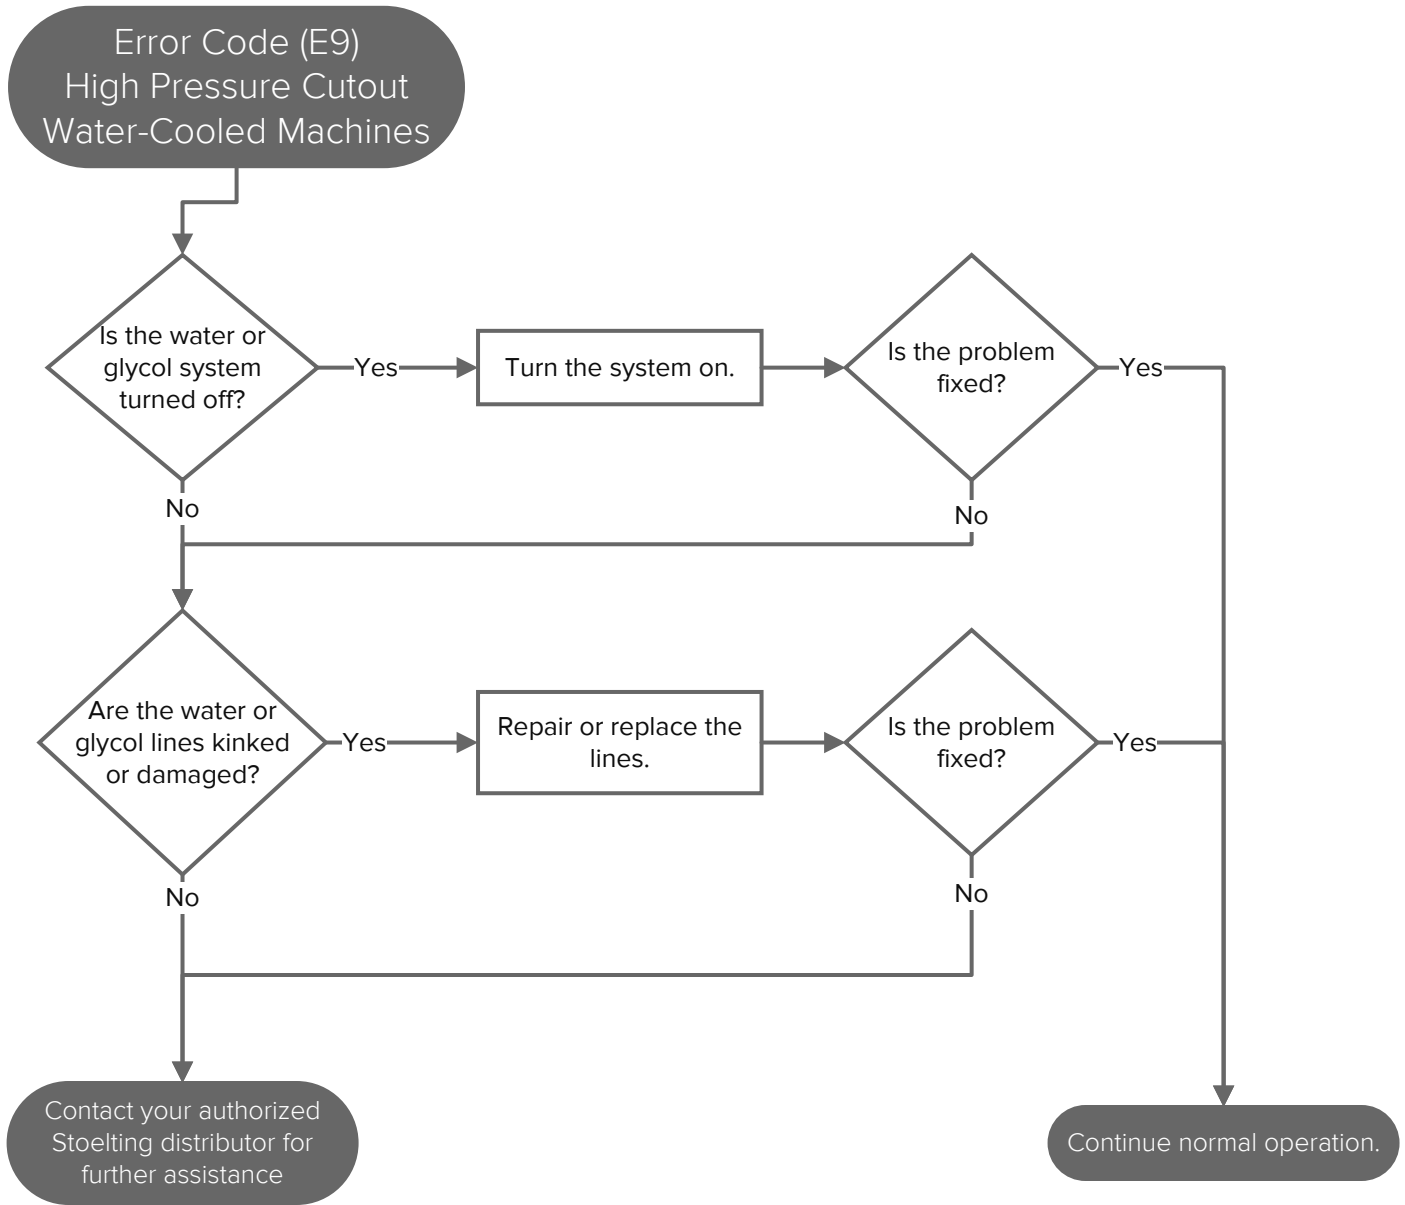 Error Code (E9)
High Pressure Cutout
Water-Cooled Machines
Is the water or
glycol system
turned off?
Yes
Turn the system on.
Is the problem
fixed?
Yes
No
No
Are the water or
glycol lines kinked
or damaged?
Yes
Repair or replace the
lines.
Is the problem
fixed?
Yes
No
No
Contact your authorized
Stoelting distributor for
further assistance
Continue normal operation.